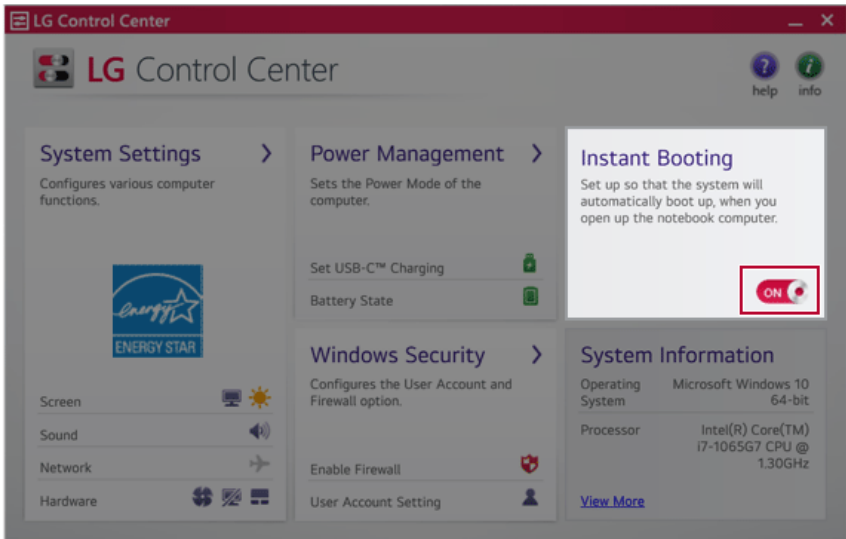 LG Control Center
LG Control Center
help
info
System Settings
Configures various computer
functions.
energy
ENERGY STAR
Screen
Sound
Network
Hardware
Power Management
Sets the Power Mode of the
computer.
Set USB-C™ Charging
Battery State
Instant Booting
Set up so that the system will
automatically boot up, when you
open up the notebook computer.
ON
Windows Security
Configures the User Account and
Firewall option.
Enable Firewall
User Account Setting
System Information
Operating System
Microsoft Windows 10
64-bit
Processor
Intel(R) Core(TM)
i7-1065G7 CPU @
1.30GHz
View More